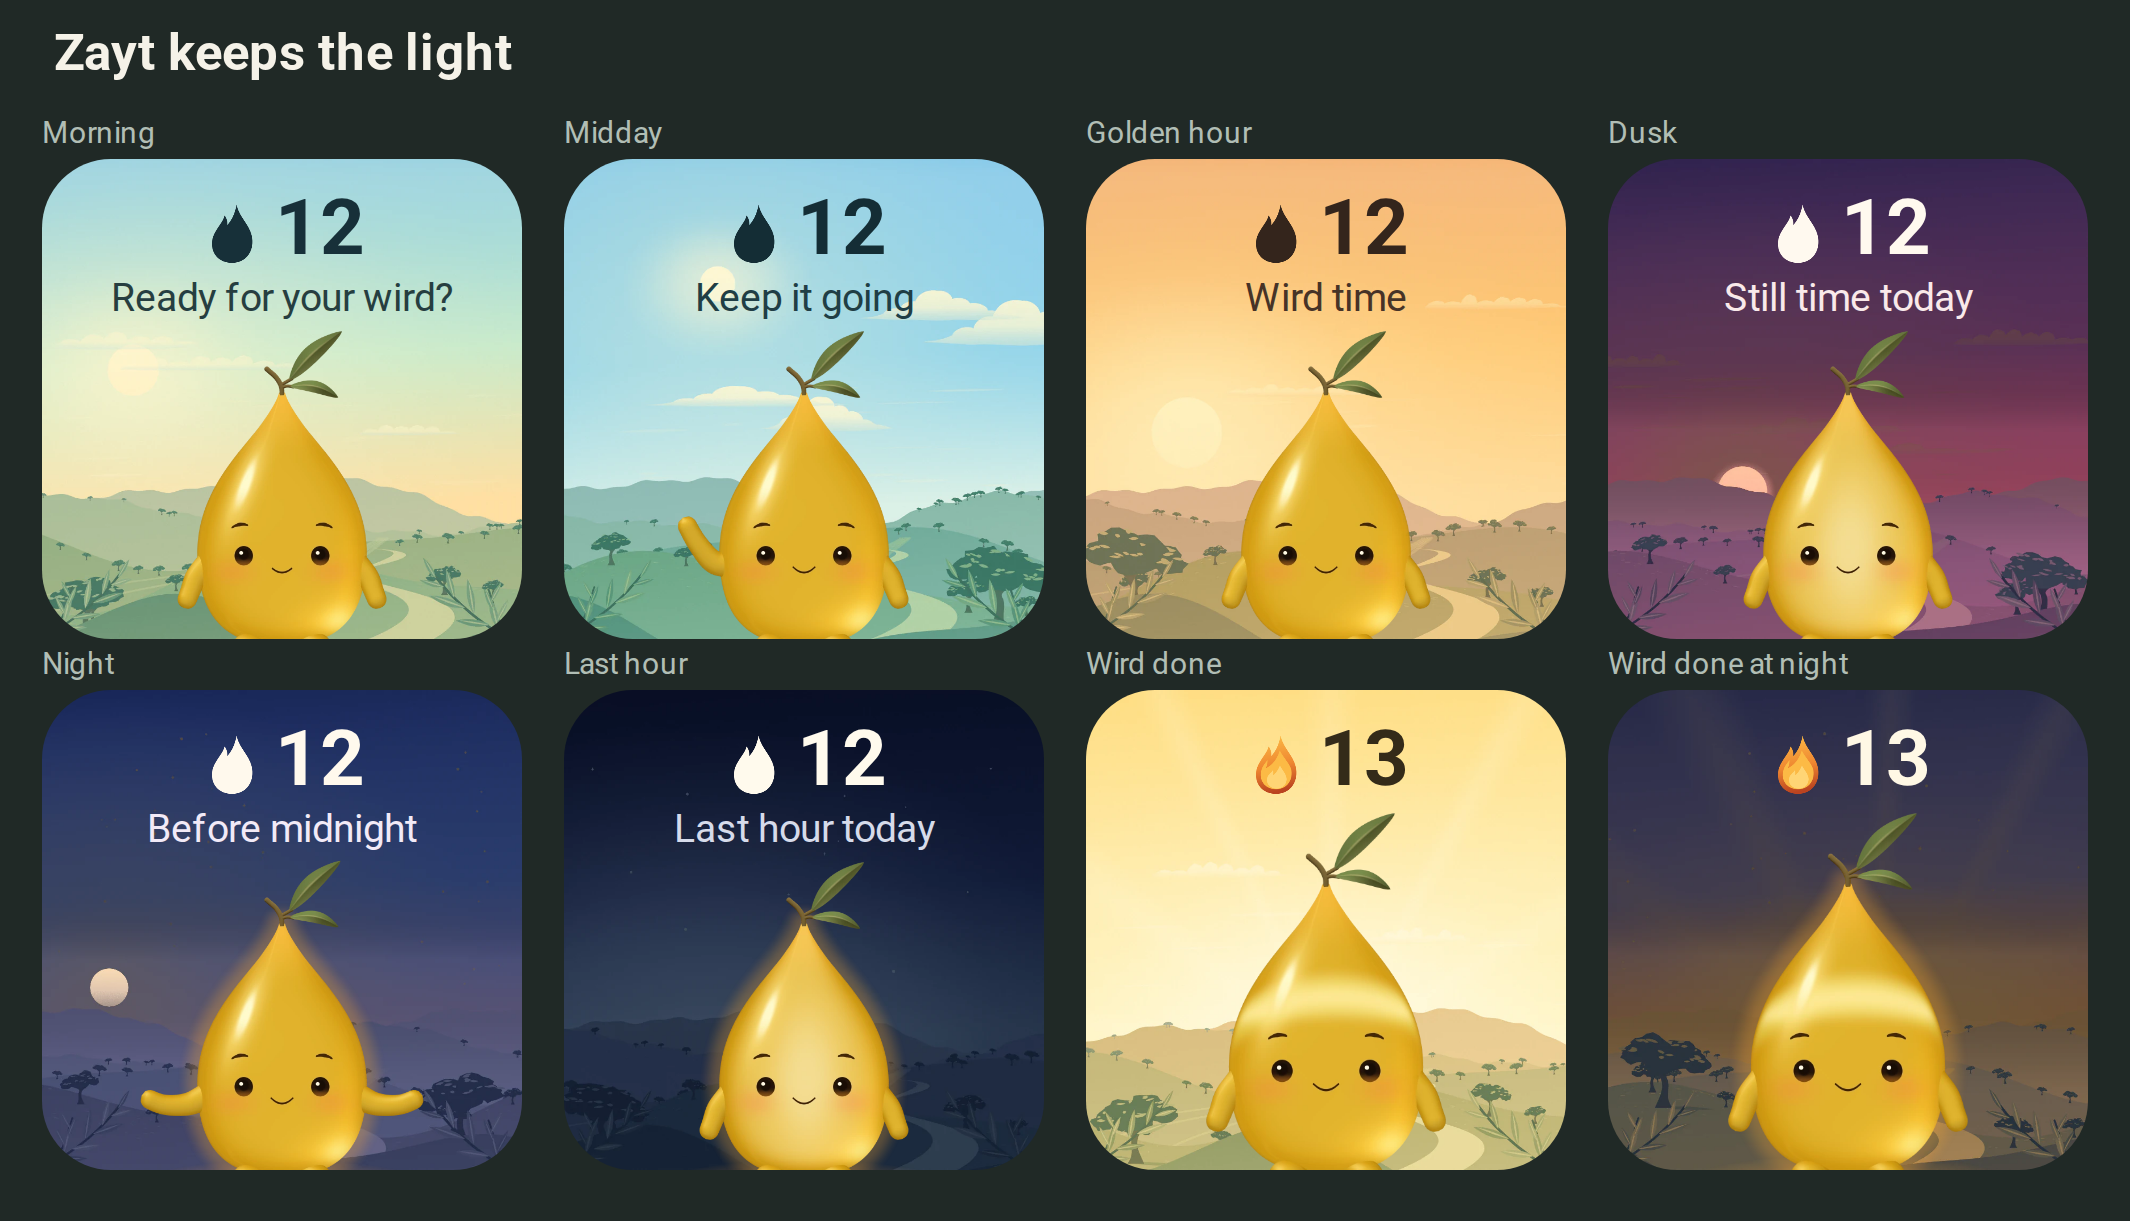 Zayt keeps the light
Morning
Midday
Golden hour
Dusk
12
12
12
12
Ready for your wird?
Keep it going
Wird time
Still time today
Night
Last hour
Wird done
Wird done at night
12
12
13
13
Before midnight
Last hour today